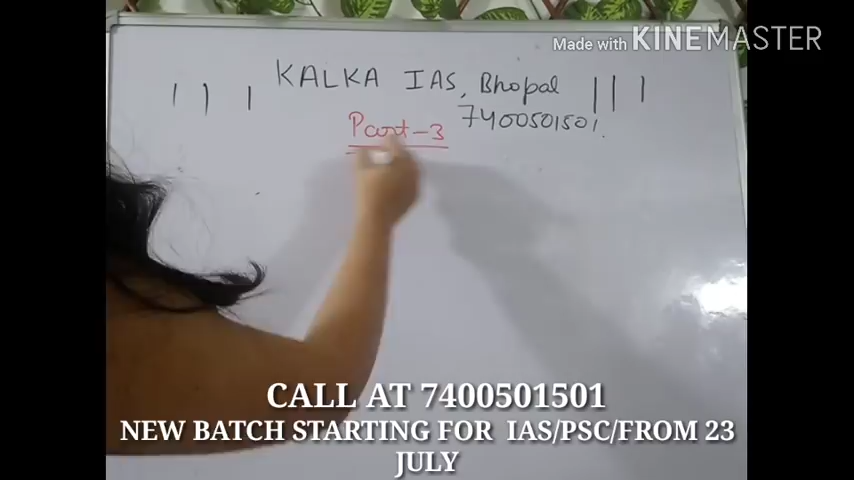 Made with KINEMASTER
||| KALKA IAS, Bhopal |||
7400501501.
Part-3
CALL AT 7400501501
NEW BATCH STARTING FOR IAS/PSC/FROM 23
JULY